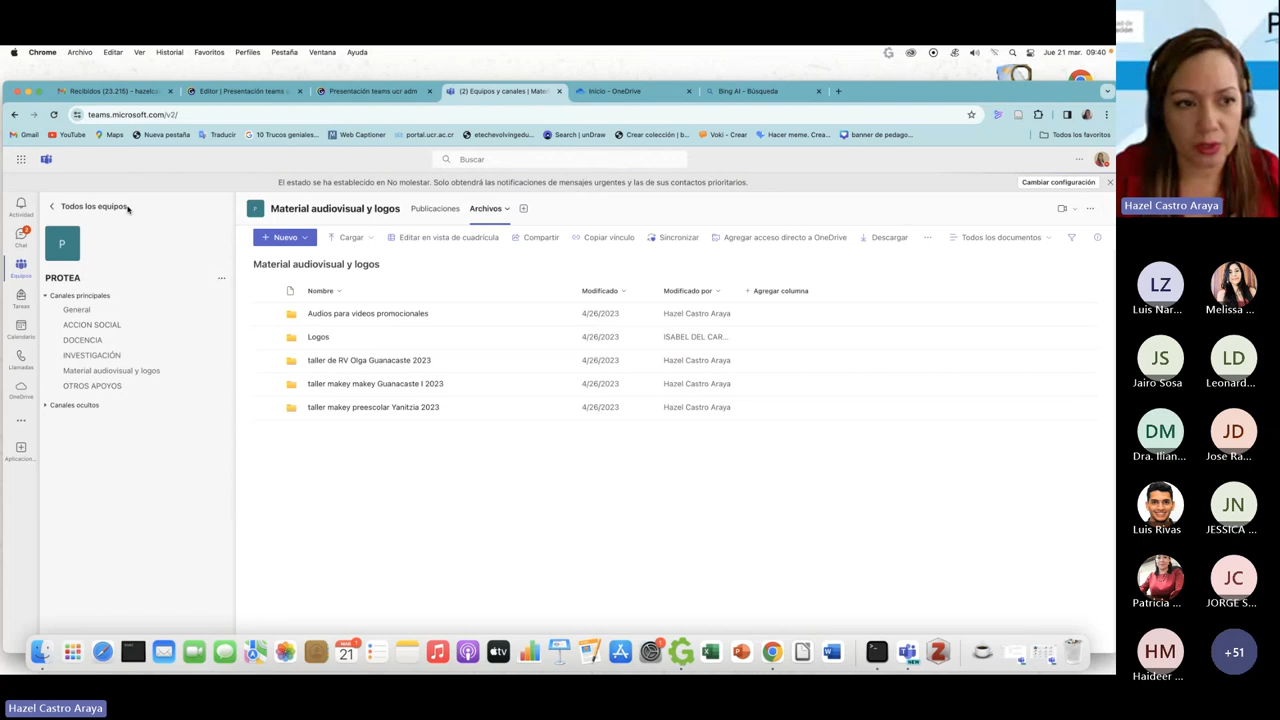 Chrome Archivo Editar Ver Historial Favoritos Perfiles Pestaña Ventana Ayuda
Jue 21 mar. 09:40
Recibidos (23.215) - hazelca
Editor | Presentación teams u
Presentación teams ucr adm
(2) Equipos y canales | Mate
Inicio - OneDrive
Bing AI - Búsqueda
teams.microsoft.com/v2/
Gmail YouTube Maps Nueva pestaña Traducir 10 Trucos geniales... Web Captioner portal.ucr.ac.cr etechevolvingedu... Search | unDraw Crear colección | b... Voki - Crear Hacer meme. Crea... banner de pedago... Todos los favoritos
Buscar
El estado se ha establecido en No molestar. Solo obtendrá las notificaciones de mensajes urgentes y las de sus contactos prioritarios.
Cambiar configuración
Actividad
Chat
Equipos
Tareas
Calendario
Llamadas
OneDrive
Aplicacion...
Todos los equipos
P
PROTEA
Canales principales
General
ACCION SOCIAL
DOCENCIA
INVESTIGACIÓN
Material audiovisual y logos
OTROS APOYOS
Canales ocultos
P Material audiovisual y logos Publicaciones Archivos
Nuevo Cargar Editar en vista de cuadrícula Compartir Copiar vínculo Sincronizar Agregar acceso directo a OneDrive Descargar Todos los documentos
Material audiovisual y logos
Nombre Modificado Modificado por Agregar columna
Audios para videos promocionales 4/26/2023 Hazel Castro Araya
Logos 4/26/2023 ISABEL DEL CAR...
taller de RV Olga Guanacaste 2023 4/26/2023 Hazel Castro Araya
taller makey makey Guanacaste I 2023 4/26/2023 Hazel Castro Araya
taller makey preescolar Yanitzia 2023 4/26/2023 Hazel Castro Araya
MAR
21
tv
NEW
Hazel Castro Araya
LZ
Luis Nar...
Melissa ...
JS
Jairo Sosa
LD
Leonard...
DM
Dra. Ilian...
JD
Jose Ra...
Luis Rivas
JN
JESSICA ...
Patricia ...
JC
JORGE S...
HM
Haideer ...
+51
Hazel Castro Araya